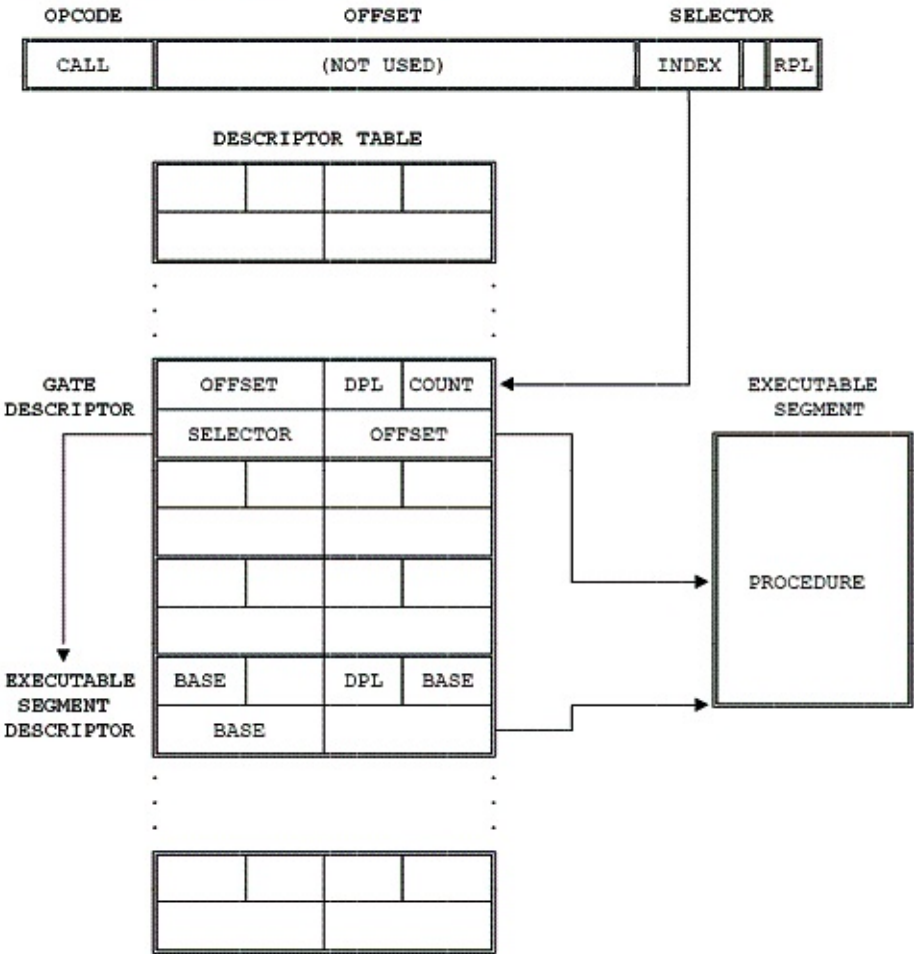 OPCODE OFFSET SELECTOR
CALL (NOT USED) INDEX RPL
DESCRIPTOR TABLE
GATE
DESCRIPTOR
OFFSET DPL COUNT
SELECTOR OFFSET
EXECUTABLE
SEGMENT
PROCEDURE
EXECUTABLE
SEGMENT
DESCRIPTOR
BASE DPL BASE
BASE